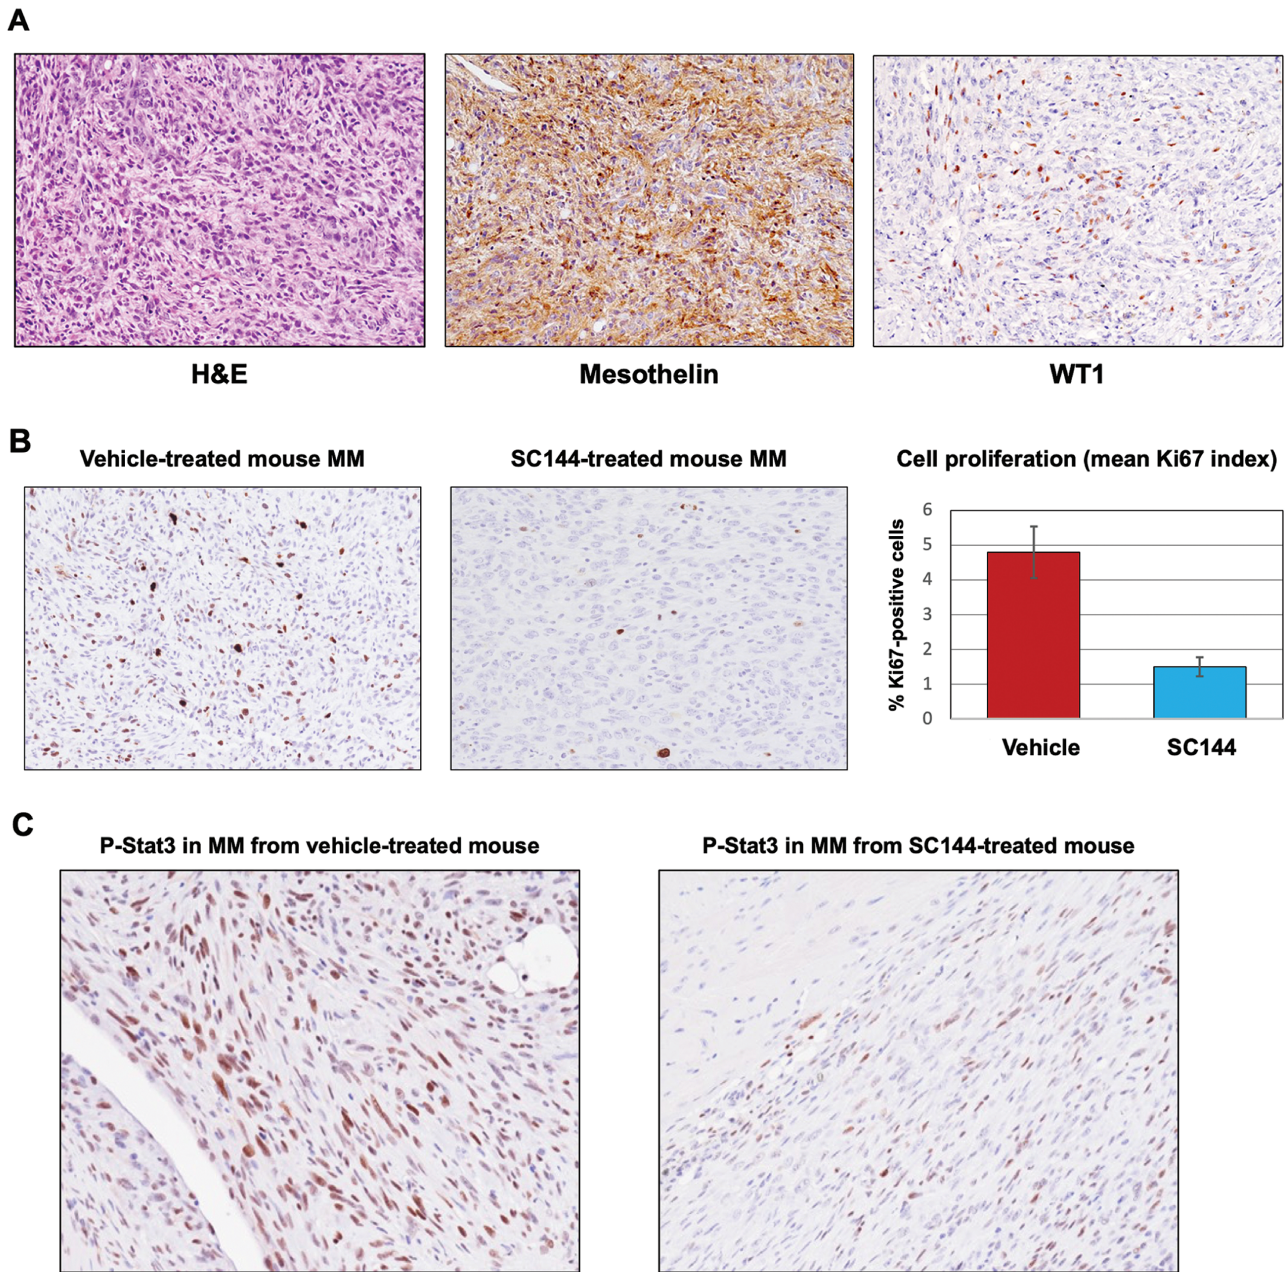 A
H&E
Mesothelin
WT1
B
Vehicle-treated mouse MM
SC144-treated mouse MM
Cell proliferation (mean Ki67 index)
% Ki67-positive cells
6
5
4
3
2
1
0
Vehicle
SC144
C
P-Stat3 in MM from vehicle-treated mouse
P-Stat3 in MM from SC144-treated mouse